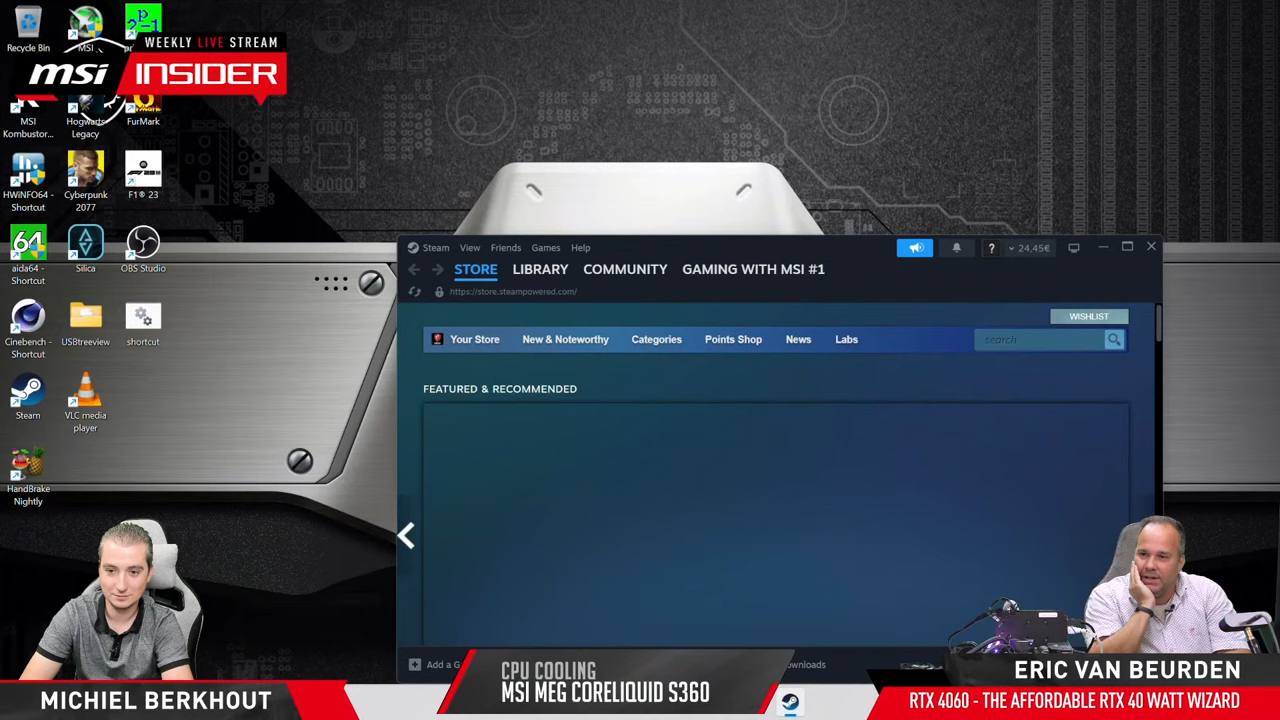 Recycle Bin
MSI
WEEKLY LIVE STREAM
msi INSIDER
MSI
Kombustor...
Hogwarts
Legacy
FurMark
HWiNFO64 -
Shortcut
Cyberpunk
2077
F1® 23
64
aida64 -
Shortcut
Silica
OBS Studio
Cinebench -
Shortcut
USBtreeview
shortcut
Steam
VLC media
player
HandBrake
Nightly
Steam View Friends Games Help ? 24,45€
STORE LIBRARY COMMUNITY GAMING WITH MSI #1
https://store.steampowered.com/
WISHLIST
Your Store New & Noteworthy Categories Points Shop News Labs search
FEATURED & RECOMMENDED
Add a G
CPU COOLING
MSI MEG CORELIQUID S360
MICHIEL BERKHOUT
ERIC VAN BEURDEN
RTX 4060 - THE AFFORDABLE RTX 40 WATT WIZARD